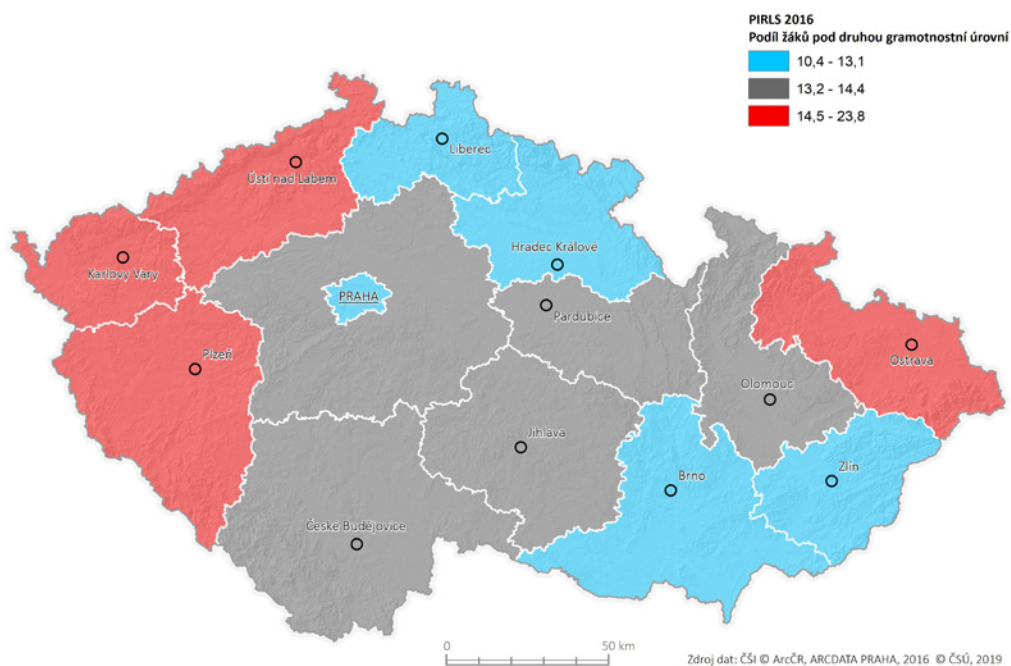 PIRLS 2016
Podíl žáků pod druhou gramotnostní úrovní
10,4 - 13,1
13,2 - 14,4
14,5 - 23,8
Liberec
Ústí nad Labem
Hradec Králové
Karlovy Vary
PRAHA
Pardubice
Plzeň
Ostrava
Olomouc
Jihlava
Zlín
Brno
České Budějovice
0 50 km
Zdroj dat: ČŠI © ArcČR, ARCDATA PRAHA, 2016 © ČSÚ, 2019